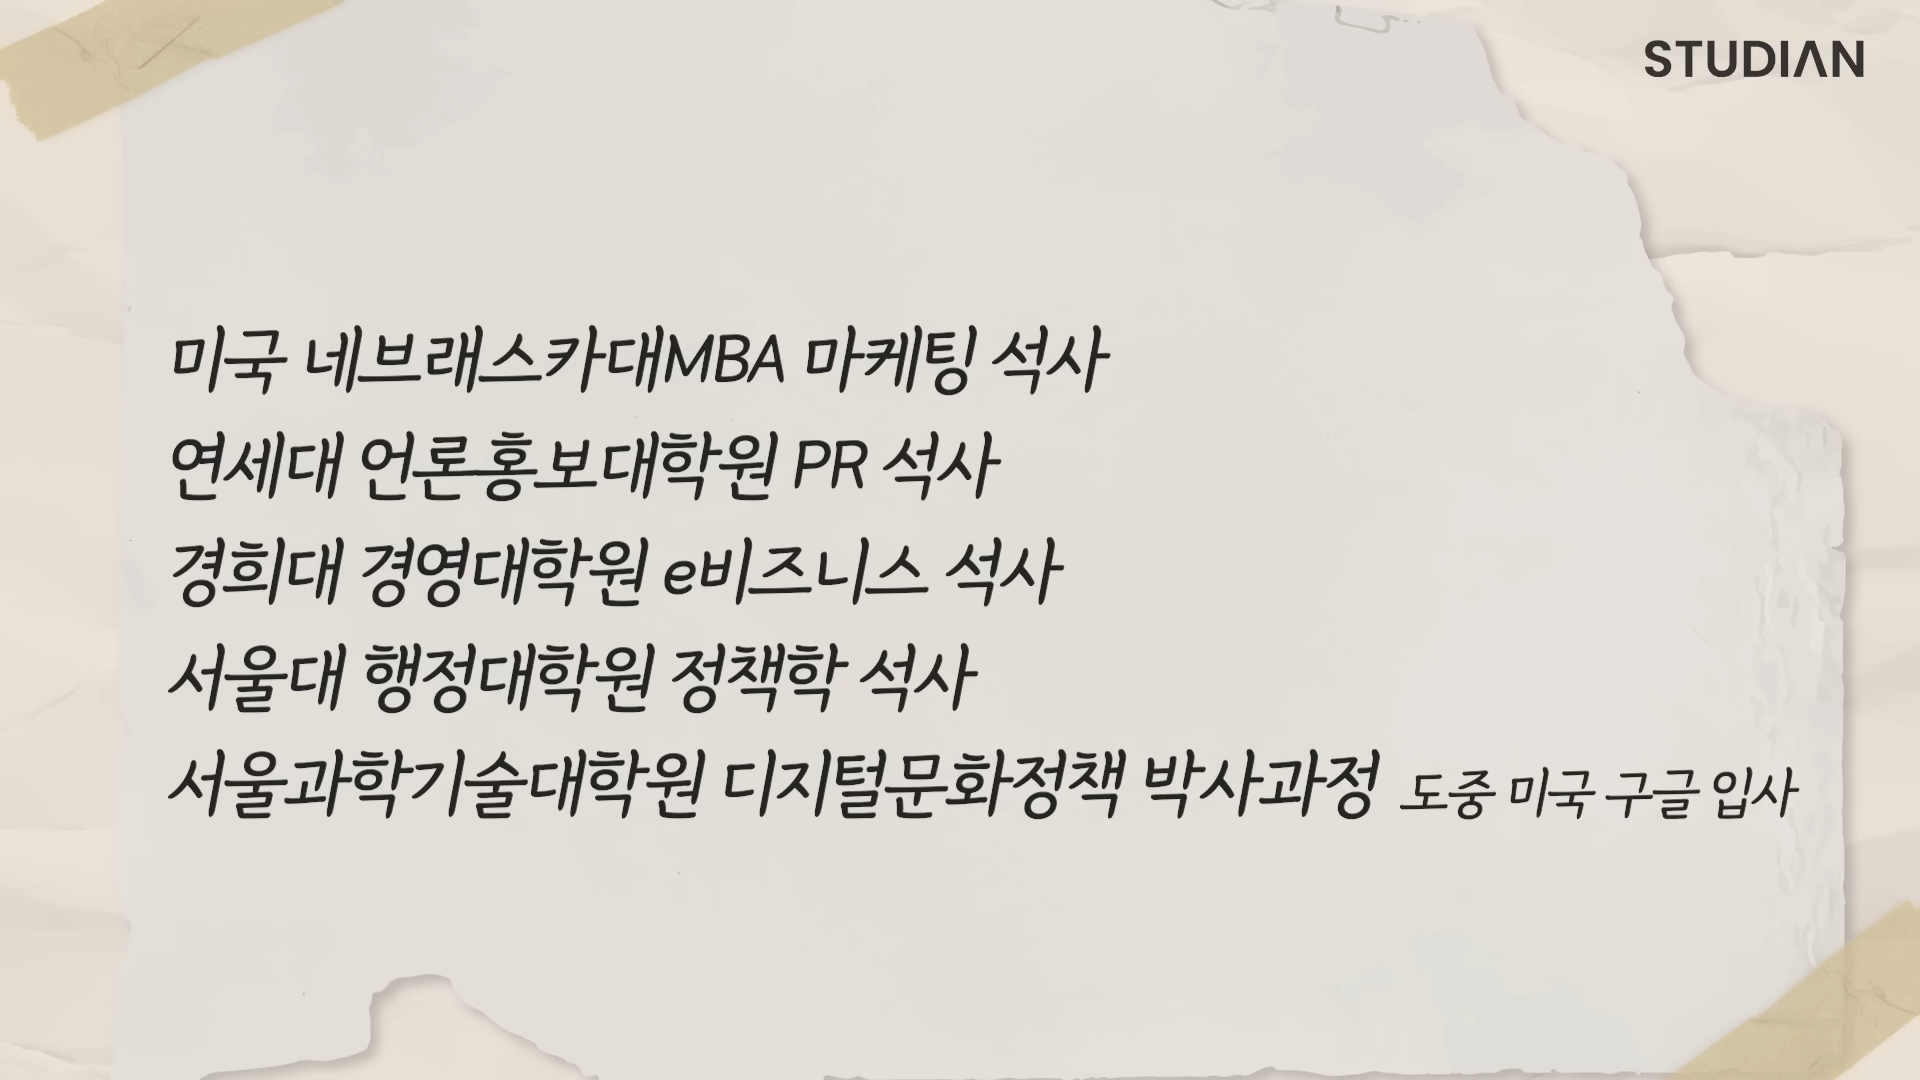 STUDIAN
미국 네브래스카대MBA 마케팅 석사
연세대 언론홍보대학원 PR 석사
경희대 경영대학원 e비즈니스 석사
서울대 행정대학원 정책학 석사
서울과학기술대학원 디지털문화정책 박사과정 도중 미국 구글 입사